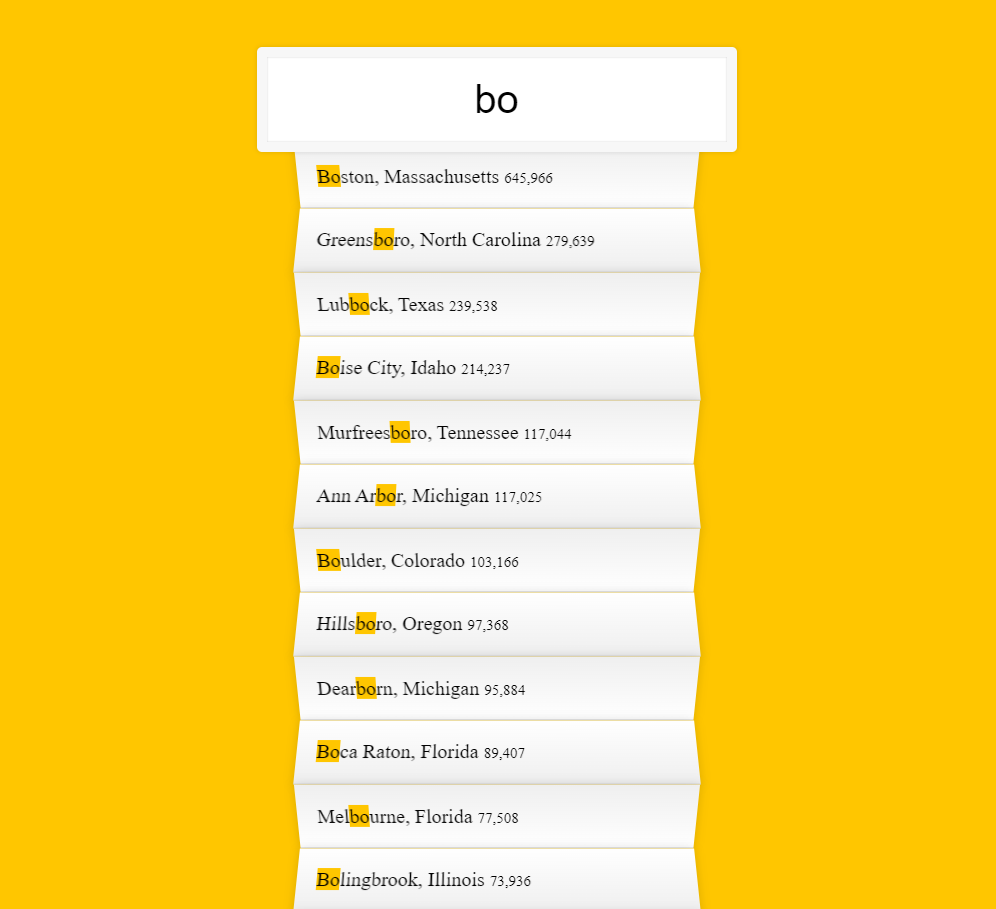 bo
Boston, Massachusetts 645,966
Greensboro, North Carolina 279,639
Lubbock, Texas 239,538
Boise City, Idaho 214,237
Murfreesboro, Tennessee 117,044
Ann Arbor, Michigan 117,025
Boulder, Colorado 103,166
Hillsboro, Oregon 97,368
Dearborn, Michigan 95,884
Boca Raton, Florida 89,407
Melbourne, Florida 77,508
Bolingbrook, Illinois 73,936